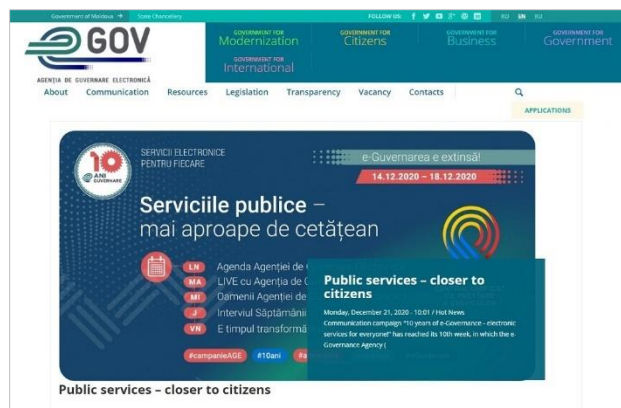 Government of Moldova → State Chancellery FOLLOW US: RO EN RU
eGOV
AGENȚIA DE GUVERNARE ELECTRONICĂ
GOVERNMENT FOR
Modernization
GOVERNMENT FOR
Citizens
GOVERNMENT FOR
Business
GOVERNMENT FOR
Government
GOVERNMENT FOR
International
About Communication Resources Legislation Transparency Vacancy Contacts
APPLICATIONS
10
ANI
GUVERNARE
SERVICII ELECTRONICE
PENTRU FIECARE
e-Guvernarea e extinsă!
14.12.2020 – 18.12.2020
Serviciile publice –
mai aproape de cetățean
LN Agenda Agenției de
MA LIVE cu Agenția de
MI Oamenii Agenției de
J Interviul Săptămânii
VN E timpul transformă
#campanieAGE #10ani
Public services – closer to
citizens
Monday, December 21, 2020 - 10:01 / Hot News
Communication campaign "10 years of e-Governance - electronic
services for everyone!" has reached its 10th week, in which the e-
Governance Agency (
Public services – closer to citizens